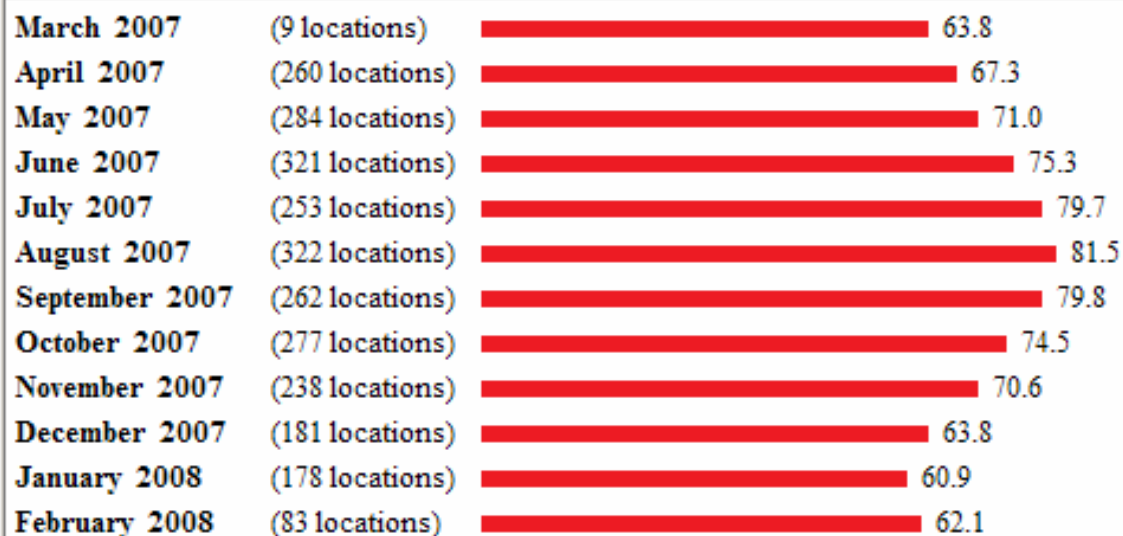 March 2007 (9 locations) 63.8
April 2007 (260 locations) 67.3
May 2007 (284 locations) 71.0
June 2007 (321 locations) 75.3
July 2007 (253 locations) 79.7
August 2007 (322 locations) 81.5
September 2007 (262 locations) 79.8
October 2007 (277 locations) 74.5
November 2007 (238 locations) 70.6
December 2007 (181 locations) 63.8
January 2008 (178 locations) 60.9
February 2008 (83 locations) 62.1